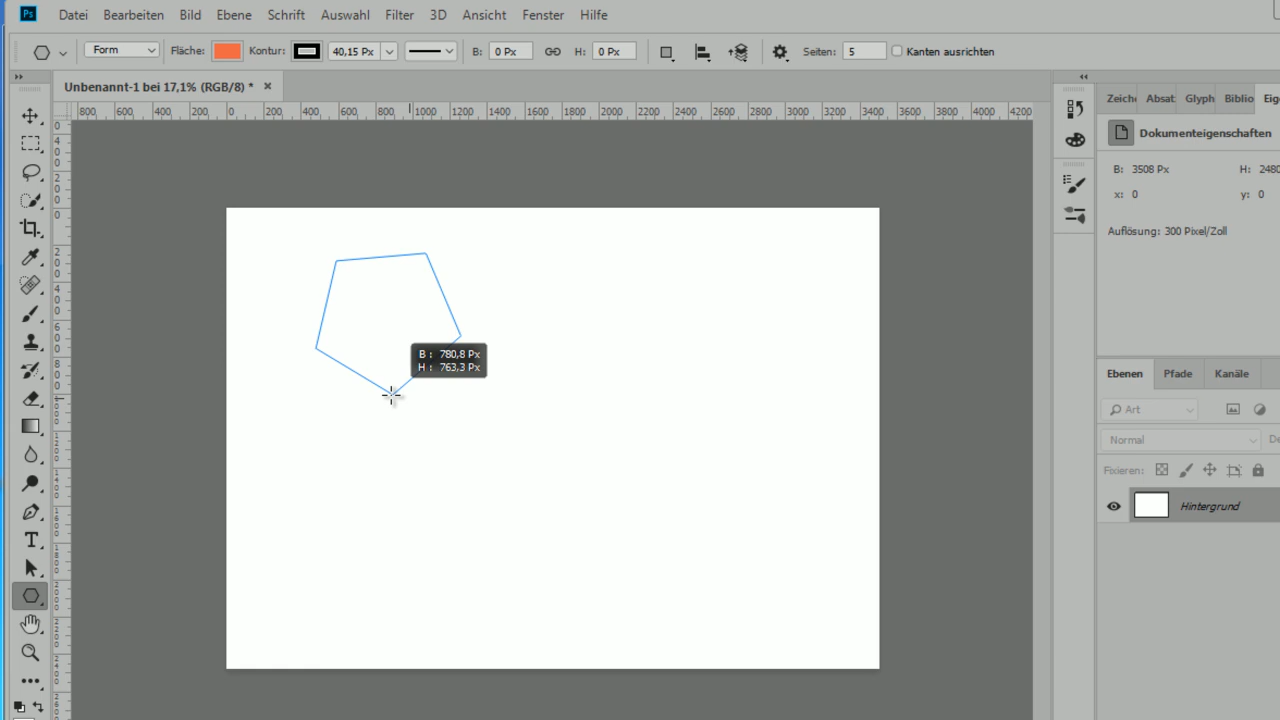 Ps Datei Bearbeiten Bild Ebene Schrift Auswahl Filter 3D Ansicht Fenster Hilfe
Form Fläche: Kontur: 40,15 Px B: 0 Px H: 0 Px Seiten: 5 Kanten ausrichten
Unbenannt-1 bei 17,1% (RGB/8) * ×
800 600 400 200 0 200 400 600 800 1000 1200 1400 1600 1800 2000 2200 2400 2600 2800 3000 3200 3400 3600 3800 4000 4200
Zeich Absat Glyph Biblio Eig
Dokumenteigenschaften
B: 3508 Px H: 2480
x: 0 y: 0
Auflösung: 300 Pixel/Zoll
B : 780,8 Px
H : 763,3 Px
Ebenen Pfade Kanäle
Art
Normal De
Fixieren:
Hintergrund